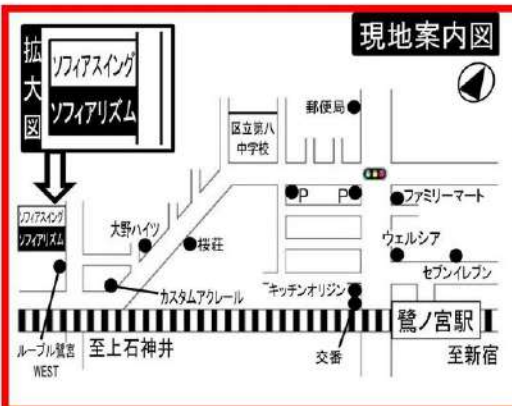 現地案内図
拡大図
ソフィアスイング
ソフィアリズム
郵便局
区立第八
中学校
P
P
ファミリーマート
ソフィアスイング
ソフィアリズム
大野ハイツ
桜荘
ウェルシア
セブンイレブン
カスタムアクレール
キッチンオリジン
鷺ノ宮駅
ルーブル鷺宮
WEST
至上石神井
交番
至新宿